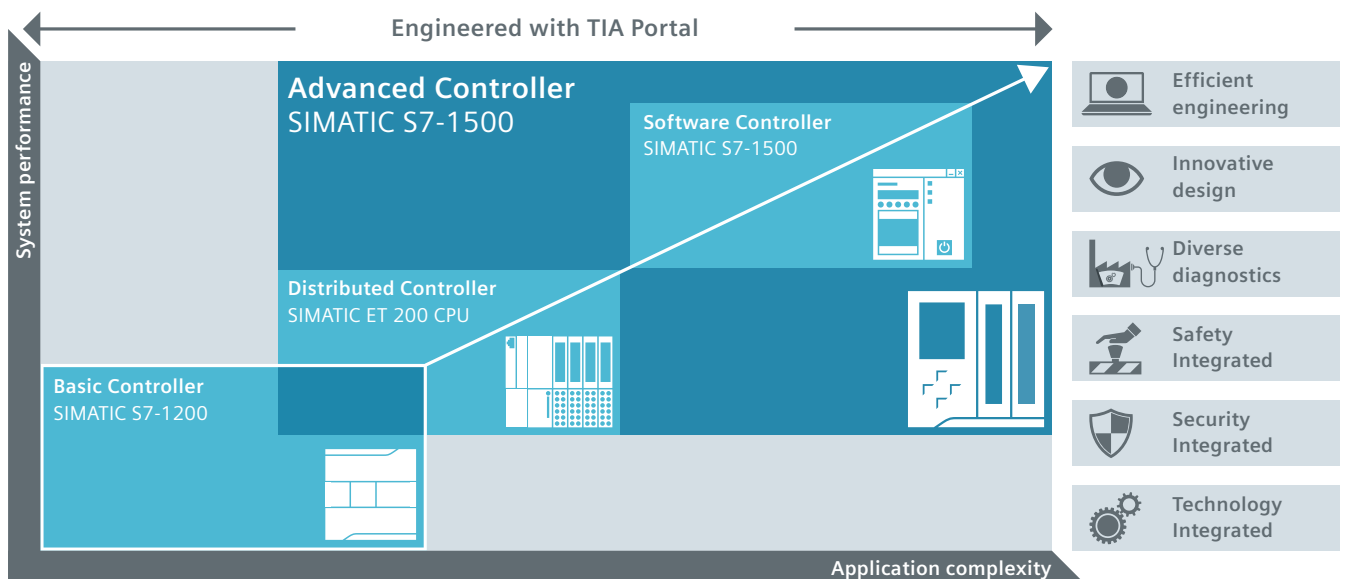 Engineered with TIA Portal
System performance
Advanced Controller
SIMATIC S7-1500
Software Controller
SIMATIC S7-1500
Distributed Controller
SIMATIC ET 200 CPU
Basic Controller
SIMATIC S7-1200
Application complexity
Efficient
engineering
Innovative
design
Diverse
diagnostics
Safety
Integrated
Security
Integrated
Technology
Integrated